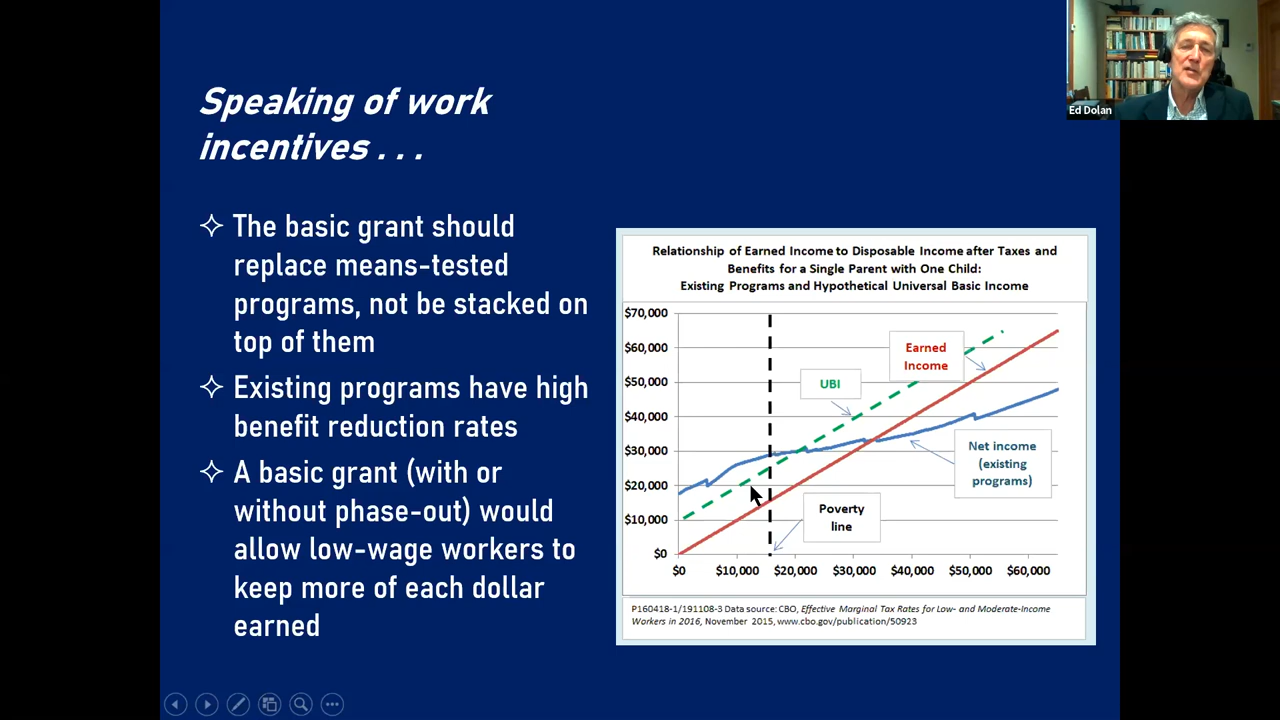 Speaking of work
incentives . . .
The basic grant should
replace means-tested
programs, not be stacked on
top of them
Existing programs have high
benefit reduction rates
A basic grant (with or
without phase-out) would
allow low-wage workers to
keep more of each dollar
earned
Ed Dolan
Relationship of Earned Income to Disposable Income after Taxes and
Benefits for a Single Parent with One Child:
Existing Programs and Hypothetical Universal Basic Income
$70,000
$60,000
$50,000
$40,000
$30,000
$20,000
$10,000
$0
UBI
Earned
Income
Net income
(existing
programs)
Poverty
line
$0 $10,000 $20,000 $30,000 $40,000 $50,000 $60,000
P160418-1/191108-3 Data source: CBO, Effective Marginal Tax Rates for Low- and Moderate-Income
Workers in 2016, November 2015, www.cbo.gov/publication/50923